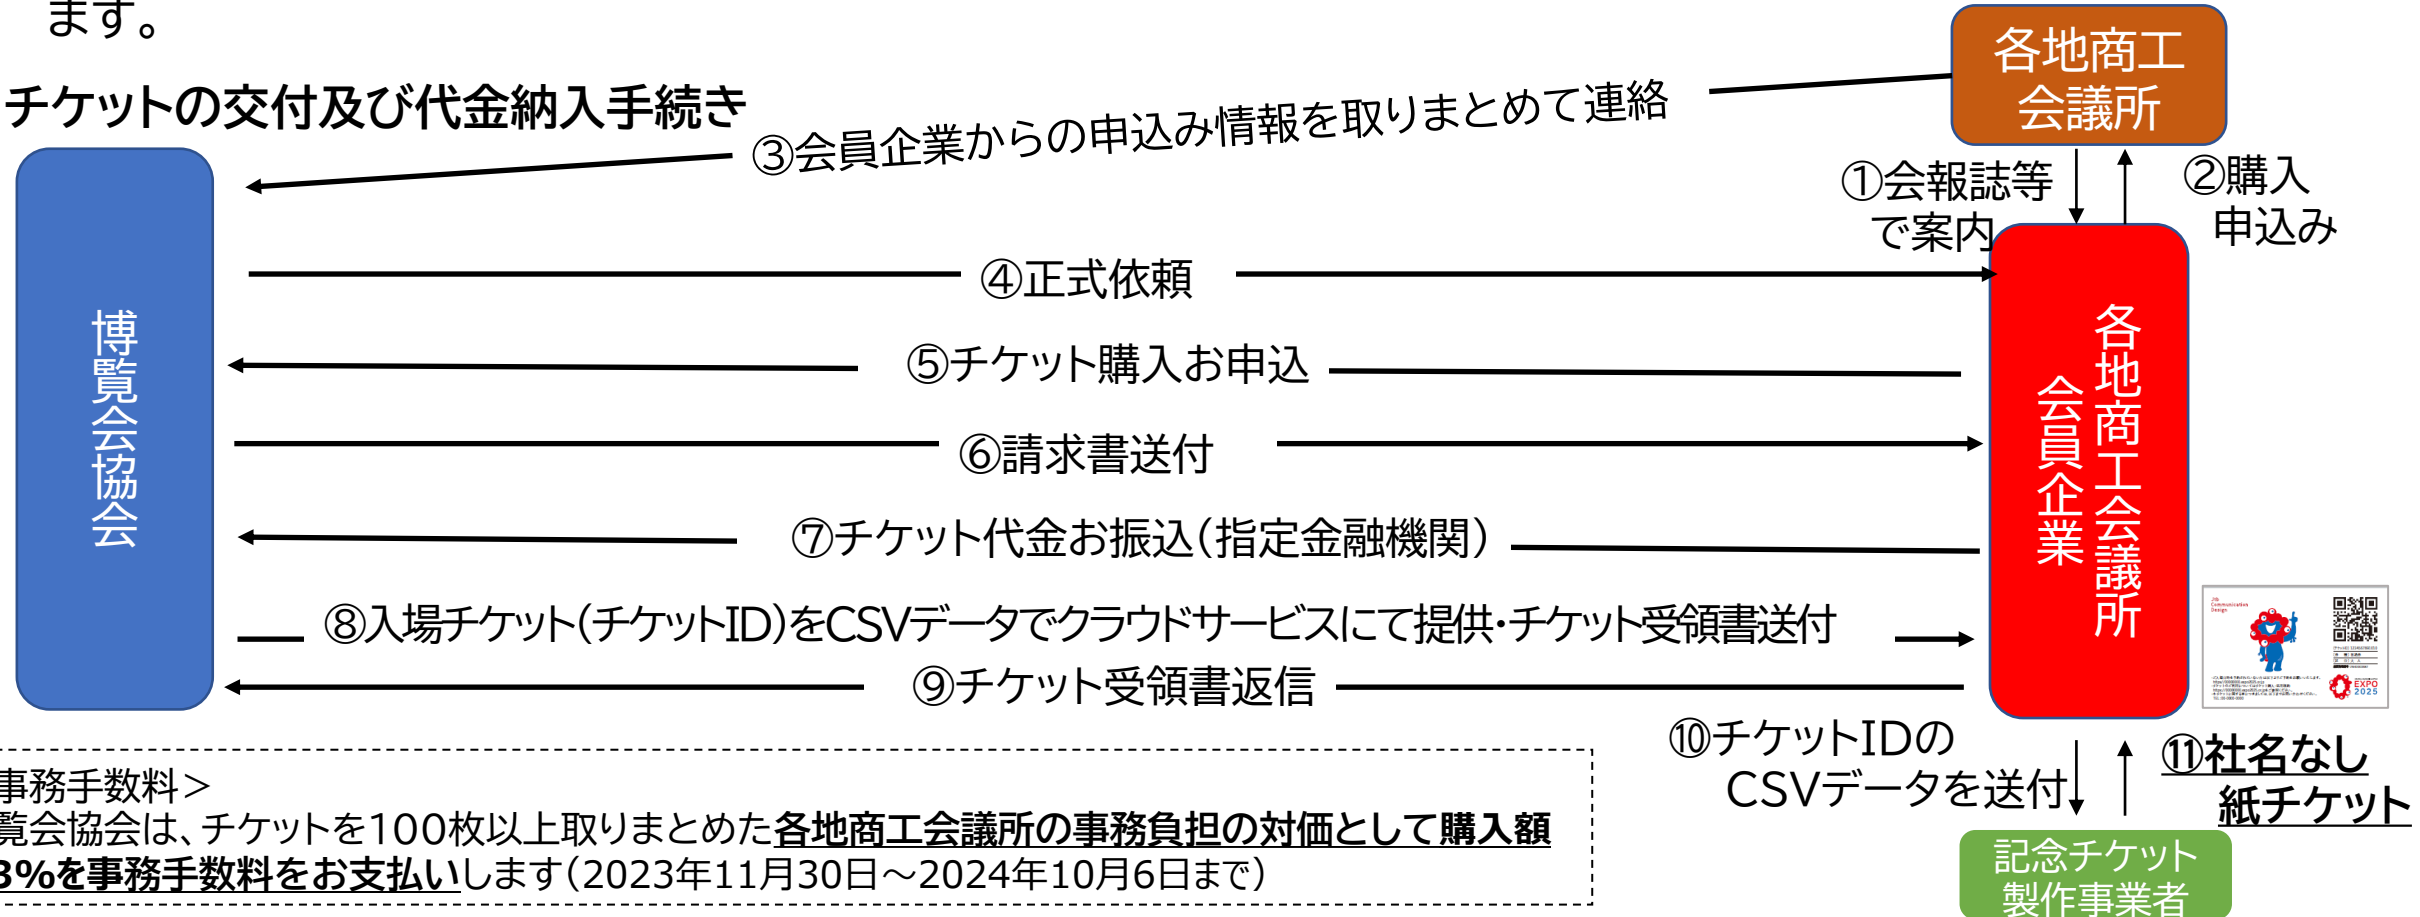 ます。
チケットの交付及び代金納入手続き
各地商工
会議所
③会員企業からの申込み情報を取りまとめて連絡
①会報誌等
で案内
②購入
申込み
博覧会協会
④正式依頼
⑤チケット購入お申込
⑥請求書送付
⑦チケット代金お振込(指定金融機関)
⑧入場チケット(チケットID)をCSVデータでクラウドサービスにて提供・チケット受領書送付
⑨チケット受領書返信
各地商工会議所
会員企業
EXPO
2025
⑩チケットIDの
CSVデータを送付
⑪社名なし
紙チケット
記念チケット
製作事業者
事務手数料>
覧会協会は、チケットを100枚以上取りまとめた各地商工会議所の事務負担の対価として購入額
3%を事務手数料をお支払いします(2023年11月30日~2024年10月6日まで)